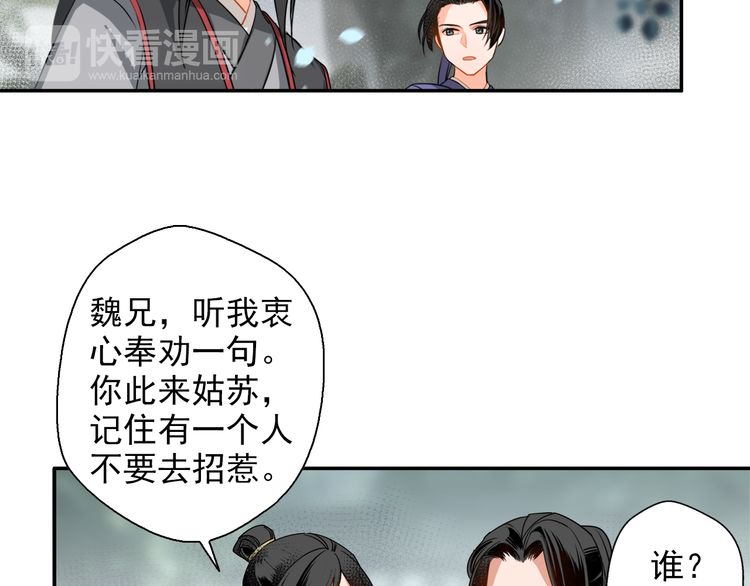 快看漫画
www.kuaikanmanhua.com
魏兄，听我衷
心奉劝一句。
你此来姑苏，
记住有一个人
不要去招惹。
谁？